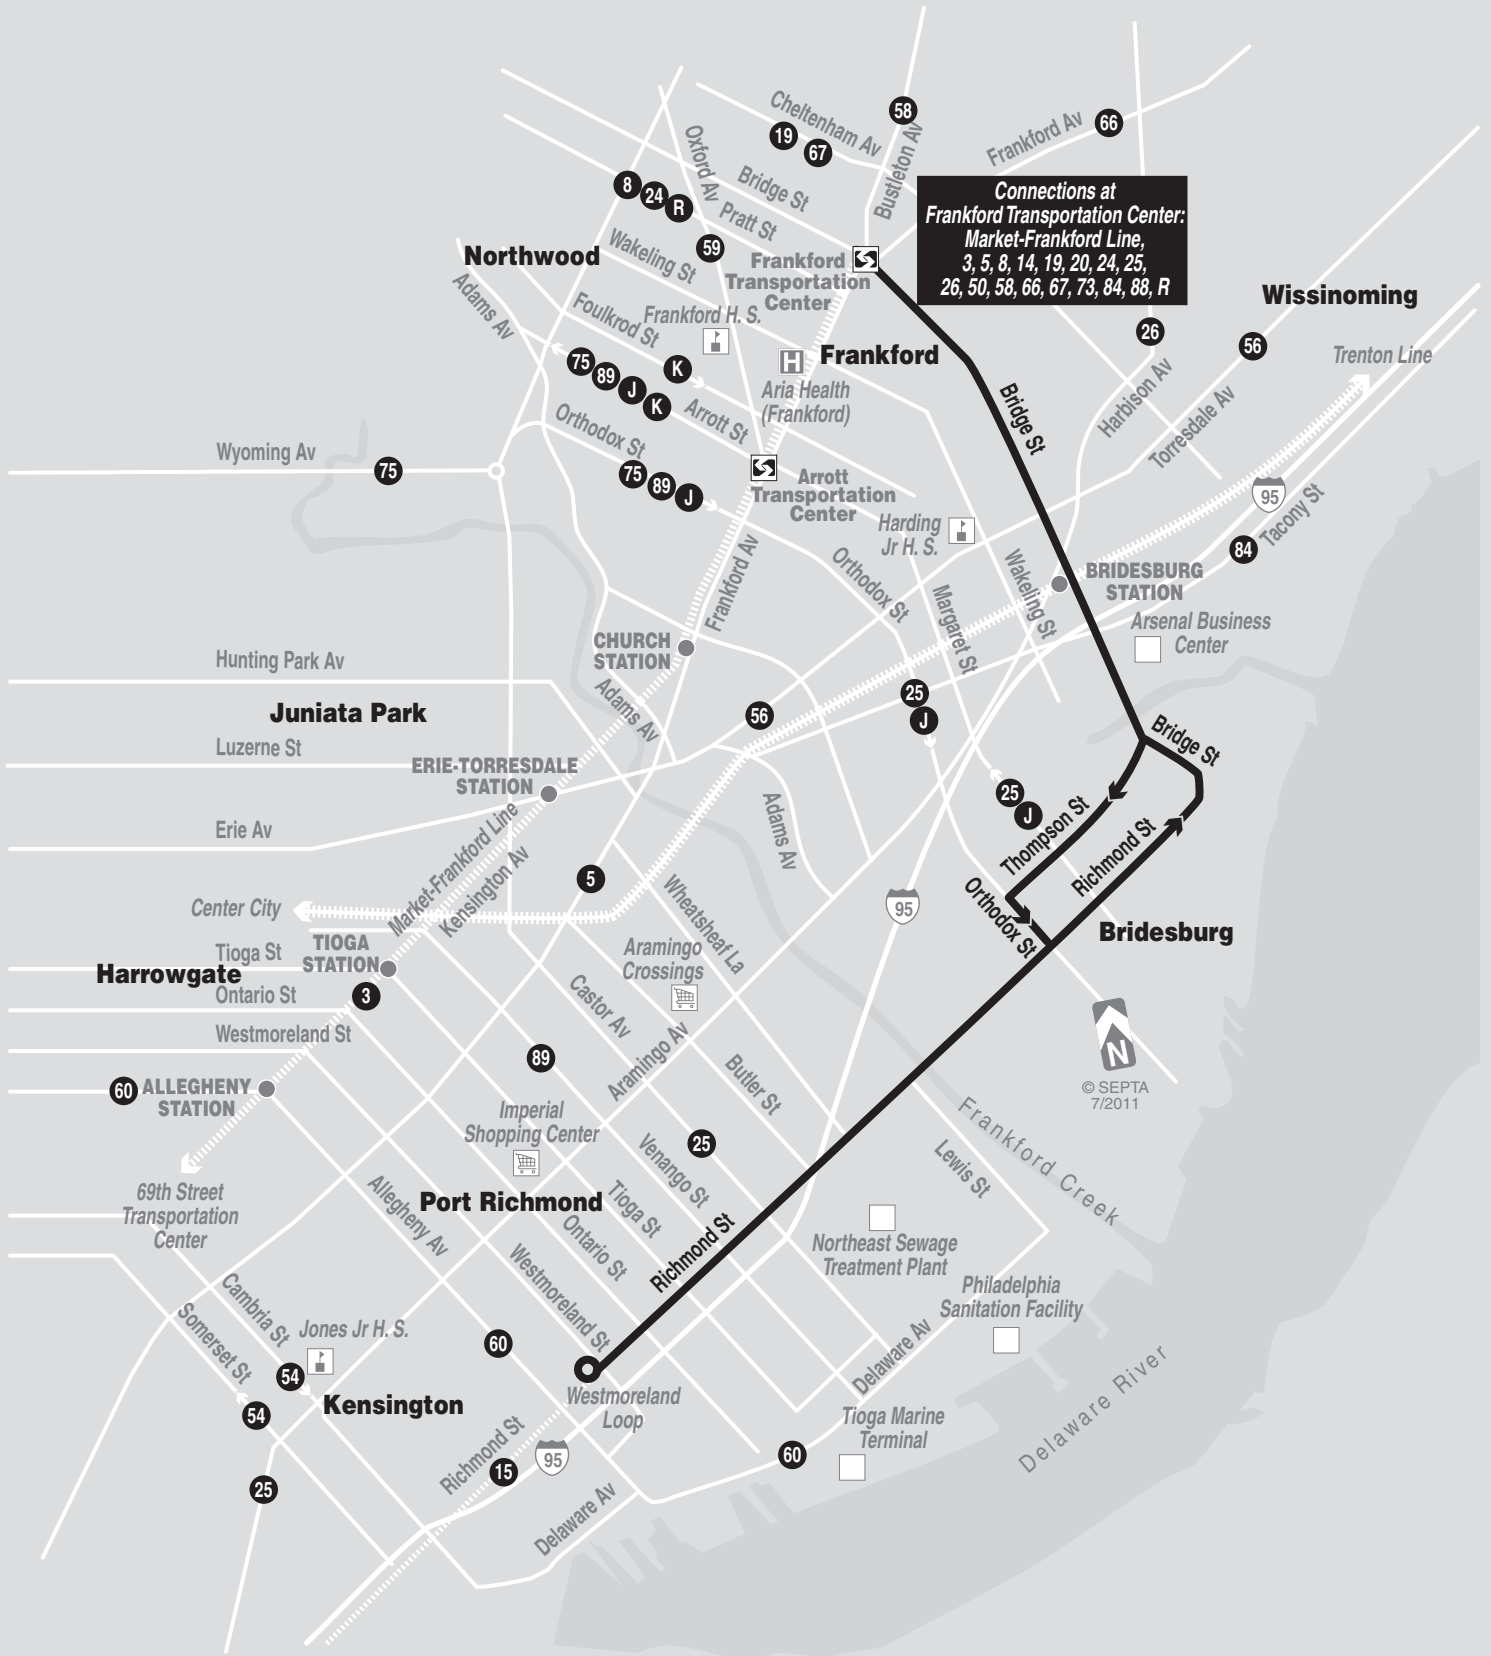 58
66
Cheltenham Av
Frankford Av
19
67
Oxford Av
Bustleton Av
Bridge St
8
24
R
Pratt St
Connections at
Frankford Transportation Center:
Market-Frankford Line,
3, 5, 8, 14, 19, 20, 24, 25,
26, 50, 58, 66, 67, 73, 84, 88, R
59
Wakeling St
Northwood
Frankford
Transportation
Center
Adams Av
Wissinoming
Foulkrod St
Frankford H. S.
26
56
Trenton Line
H
Frankford
75
89
J
K
K
Aria Health
(Frankford)
Harbison Av
Arrott St
Bridge St
Torresdale Av
Orthodox St
Wyoming Av
75
75
89
J
Arrott
Transportation
Center
95
Tacony St
Harding
Jr H. S.
84
Frankford Av
Orthodox St
Wakeling St
BRIDESBURG
STATION
Margaret St
Arsenal Business
Center
CHURCH
STATION
Hunting Park Av
Adams Av
25
J
Juniata Park
56
Bridge St
Luzerne St
ERIE-TORRESDALE
STATION
25
J
Adams Av
Thompson St
Richmond St
Erie Av
Market-Frankford Line
Kensington Av
5
Wheatsheaf La
Orthodox St
95
Center City
Bridesburg
TIOGA
STATION
Tioga St
Aramingo
Crossings
Harrowgate
Ontario St
3
Castor Av
Westmoreland St
N
89
Aramingo Av
Butler St
© SEPTA
7/2011
60
ALLEGHENY
STATION
Imperial
Shopping Center
Frankford Creek
25
Venango St
Lewis St
69th Street
Transportation
Center
Allegheny Av
Port Richmond
Tioga St
Ontario St
Richmond St
Northeast Sewage
Treatment Plant
Westmoreland St
Philadelphia
Sanitation Facility
Cambria St
Somerset St
Jones Jr H. S.
60
Delaware Av
54
Delaware River
Kensington
Westmoreland
Loop
54
Tioga Marine
Terminal
Richmond St
95
60
15
25
Delaware Av